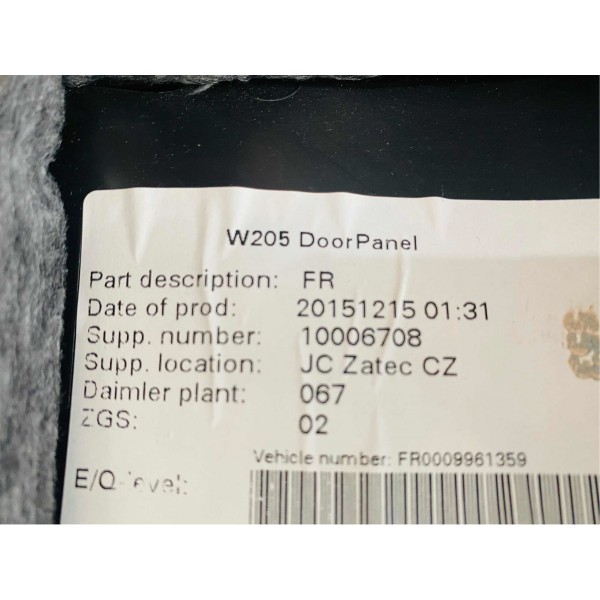 W205 DoorPanel
Part description: FR
Date of prod: 20151215 01:31
Supp. number: 10006708
Supp. location: JC Zatec CZ
Daimler plant: 067
ZGS: 02
Vehicle number: FR0009961359
E/Q-level: